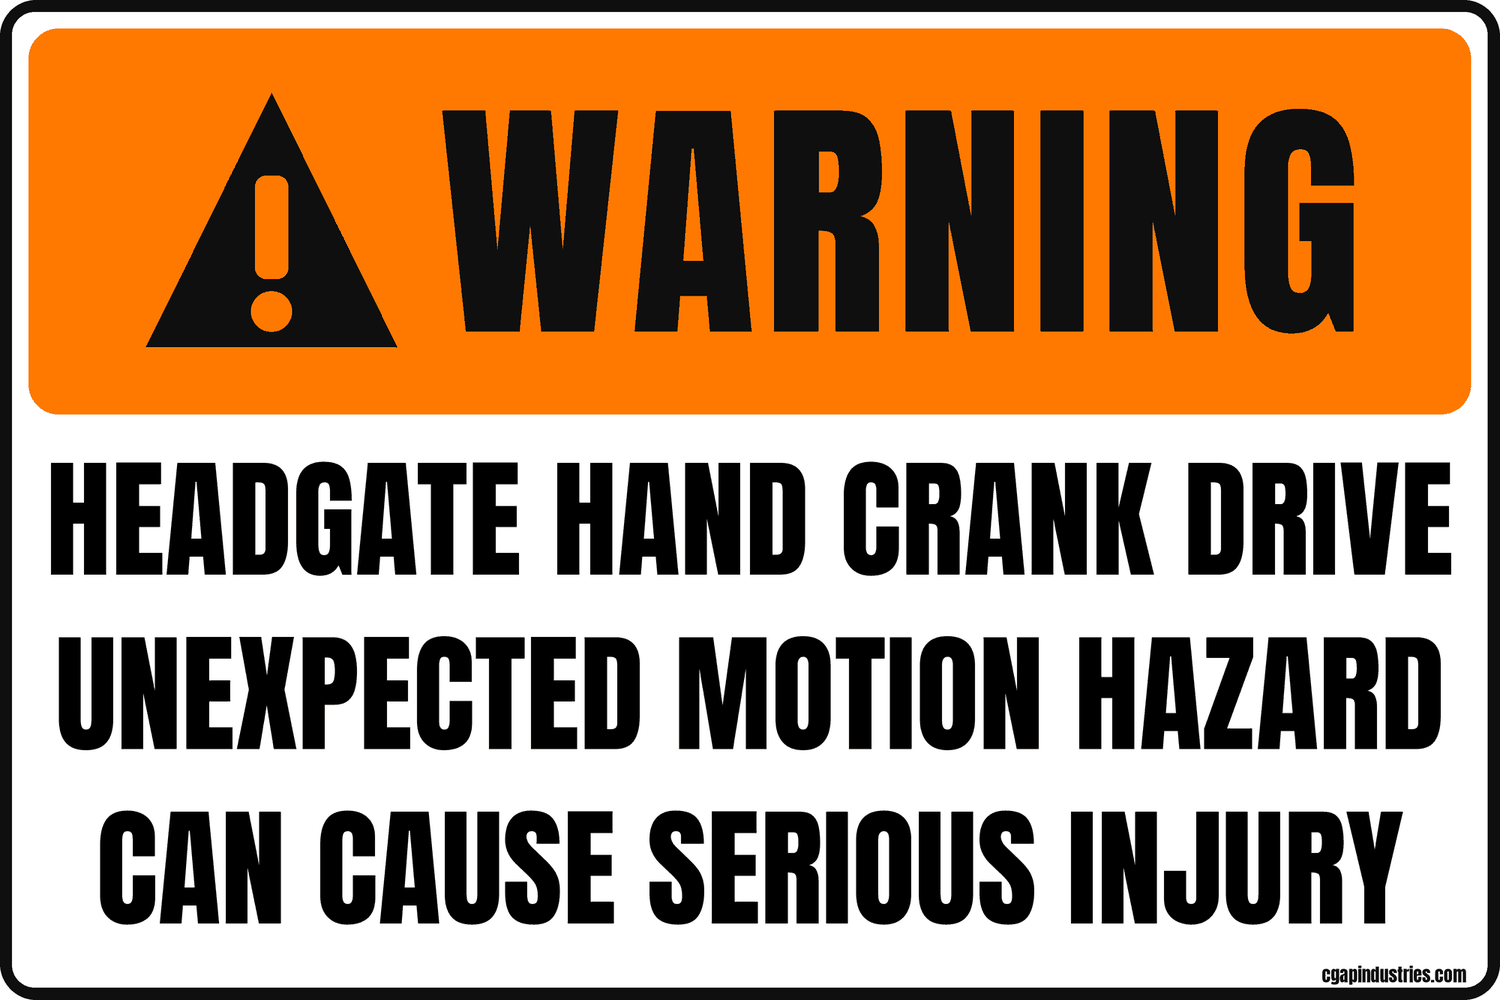 WARNING
HEADGATE HAND CRANK DRIVE
UNEXPECTED MOTION HAZARD
CAN CAUSE SERIOUS INJURY
cgapindustries.com